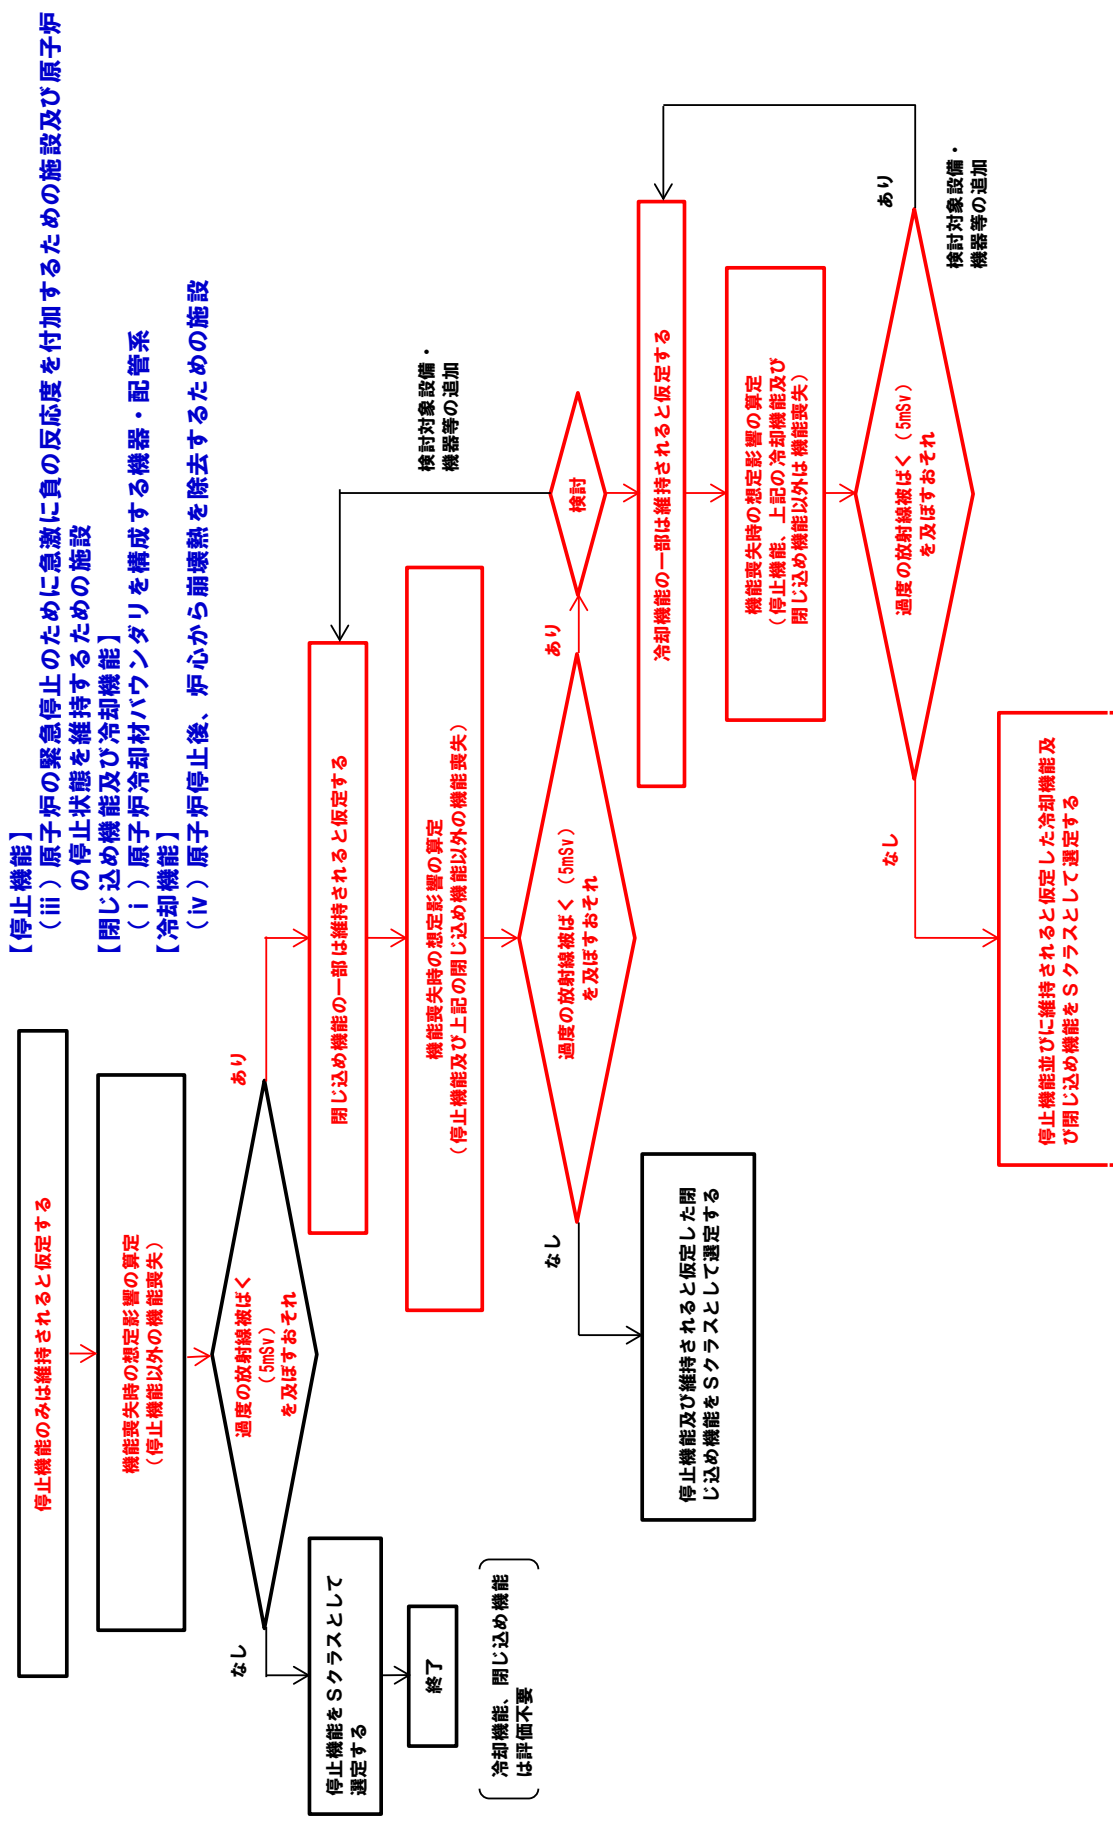 【停止機能】
（ⅲ）原子炉の緊急停止のために急激に負の反応度を付加するための施設及び原子炉
の停止状態を維持するための施設
【閉じ込め機能及び冷却機能】
（ⅰ）原子炉冷却材バウンダリを構成する機器・配管系
【冷却機能】
（ⅳ）原子炉停止後、炉心から崩壊熱を除去するための施設
停止機能のみは維持されると仮定する
機能喪失時の想定影響の算定
（停止機能以外の機能喪失）
過度の放射線被ばく
（5mSv）
を及ぼすおそれ
なし
あり
停止機能をSクラスとして
選定する
終了
冷却機能、閉じ込め機能
は評価不要
閉じ込め機能の一部は維持されると仮定する
機能喪失時の想定影響の算定
（停止機能及び上記の閉じ込め機能以外の機能喪失）
検討対象設備・
機器等の追加
過度の放射線被ばく（5mSv）
を及ぼすおそれ
なし
あり
検討
停止機能及び維持されると仮定した閉
じ込め機能をSクラスとして選定する
冷却機能の一部は維持されると仮定する
機能喪失時の想定影響の算定
（停止機能、上記の冷却機能及び
閉じ込め機能以外は機能喪失）
過度の放射線被ばく（5mSv）
を及ぼすおそれ
なし
あり
検討対象設備・
機器等の追加
停止機能並びに維持されると仮定した冷却機能及
び閉じ込め機能をSクラスとして選定する